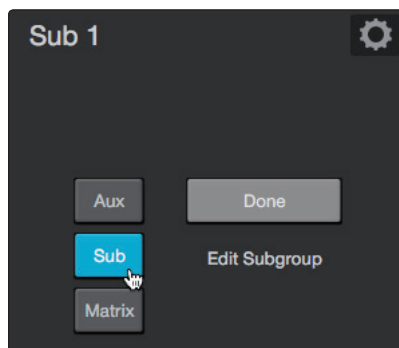 Sub 1
Aux
Done
Sub
Edit Subgroup
Matrix